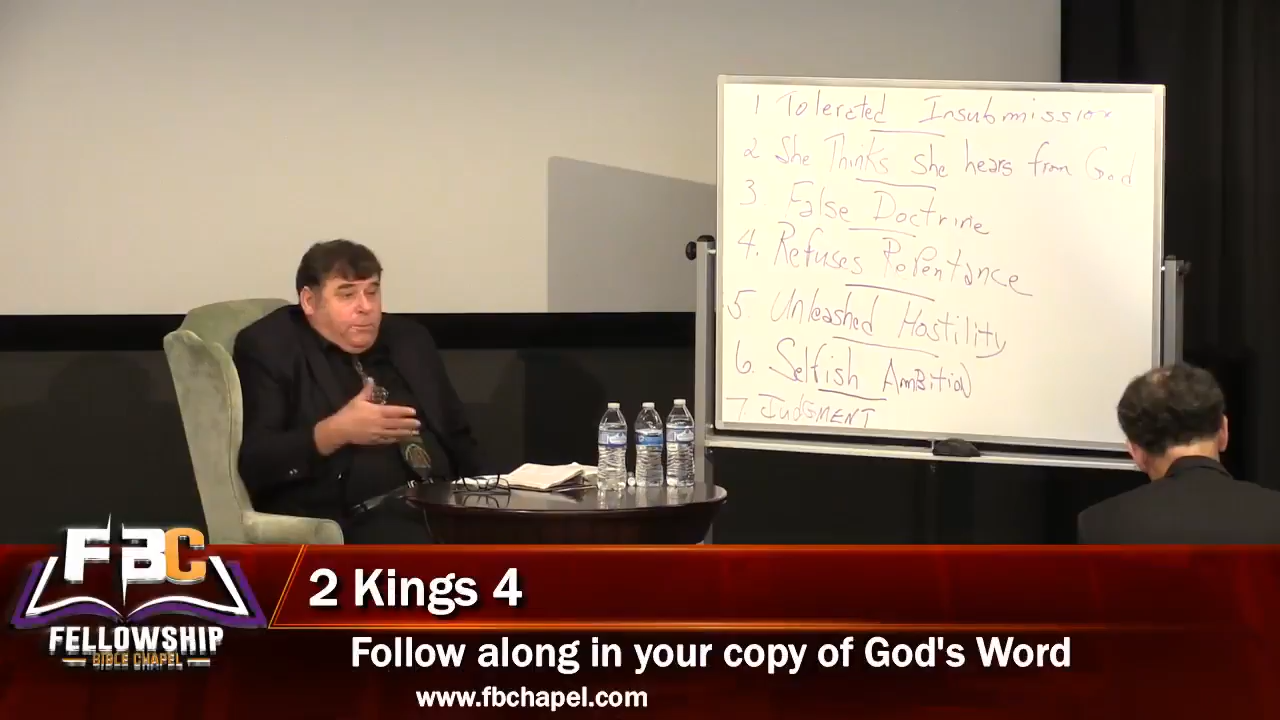 1 Tolerated Insubmission
2 She Thinks she hears from God
3. False Doctrine
4. Refuses Repentance
5. Unleashed Hostility
6. Selfish AmBition
7. JudGMENT
FBC
FELLOWSHIP
BIBLE CHAPEL
2 Kings 4
Follow along in your copy of God's Word
www.fbchapel.com